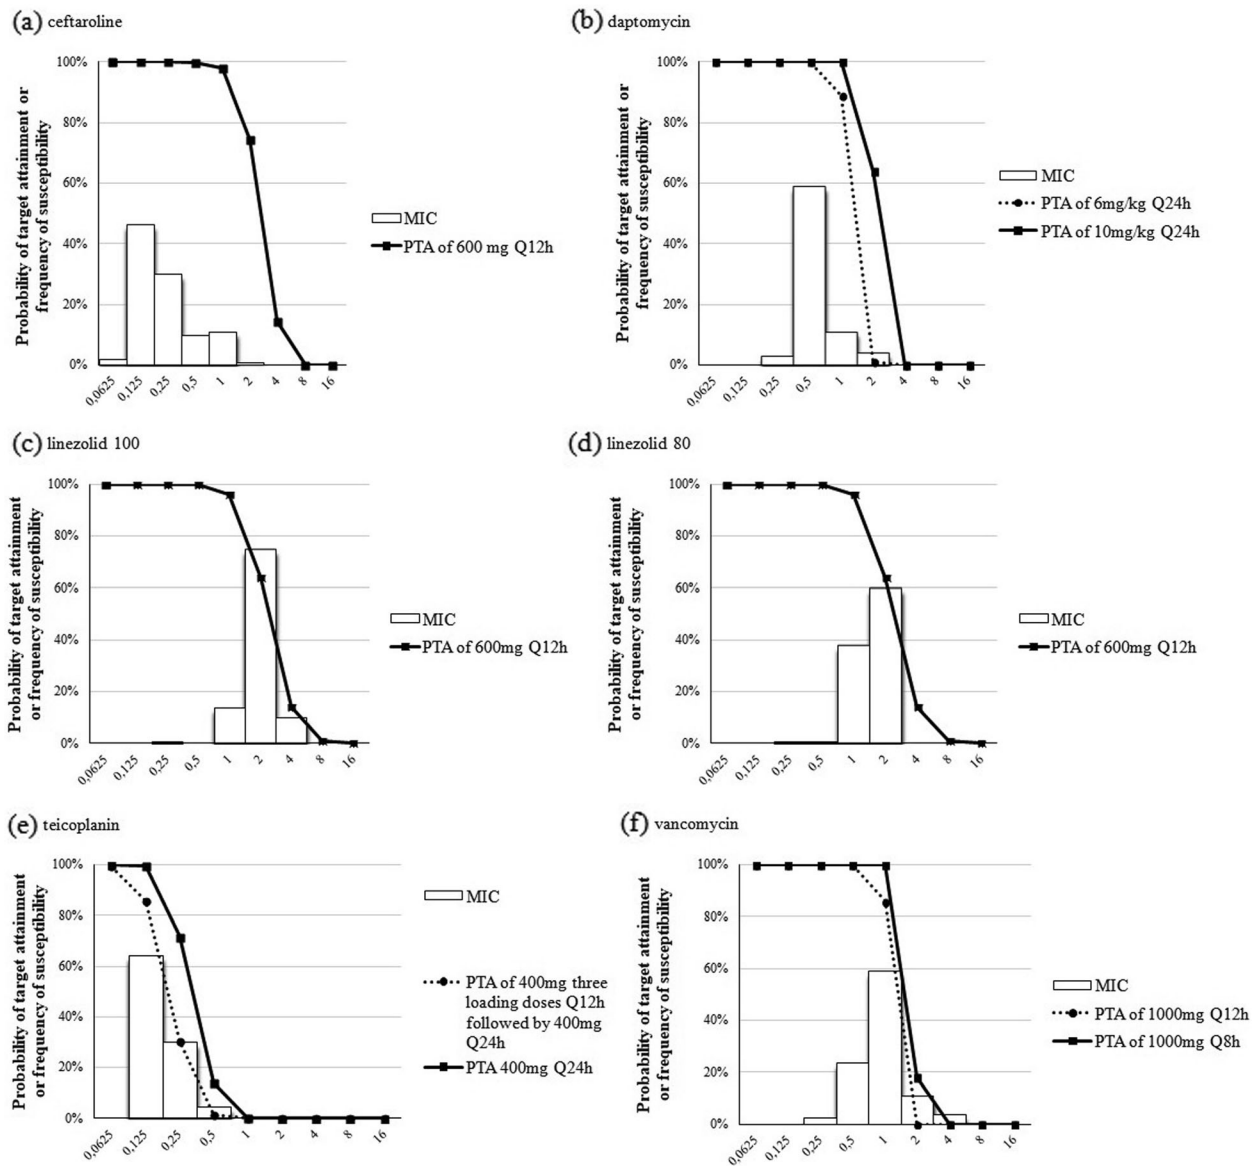 (a) ceftaroline
Probability of target attainment or
frequency of susceptibility
100%
80%
60%
40%
20%
0%
0,0625
0,125
0,25
0,5
1
2
4
8
16
MIC
PTA of 600 mg Q12h
(b) daptomycin
Probability of target attainment or
frequency of susceptibility
100%
80%
60%
40%
20%
0%
0,0625
0,125
0,25
0,5
1
2
4
8
16
MIC
PTA of 6mg/kg Q24h
PTA of 10mg/kg Q24h
(c) linezolid 100
Probability of target attainment
or frequency of susceptibility
100%
80%
60%
40%
20%
0%
0,0625
0,125
0,25
0,5
1
2
4
8
16
MIC
PTA of 600mg Q12h
(d) linezolid 80
Probability of target attainment
or frequency of susceptibility
100%
80%
60%
40%
20%
0%
0,0625
0,125
0,25
0,5
1
2
4
8
16
MIC
PTA of 600mg Q12h
(e) teicoplanin
Probability of target attainment
or frequency of susceptibility
100%
80%
60%
40%
20%
0%
0,0625
0,125
0,25
0,5
1
2
4
8
16
MIC
PTA of 400mg three
loading doses Q12h
followed by 400mg
Q24h
PTA 400mg Q24h
(f) vancomycin
Probability of target attainment
or frequency of susceptibility
100%
80%
60%
40%
20%
0%
0,0625
0,125
0,25
0,5
1
2
4
8
16
MIC
PTA of 1000mg Q12h
PTA of 1000mg Q8h